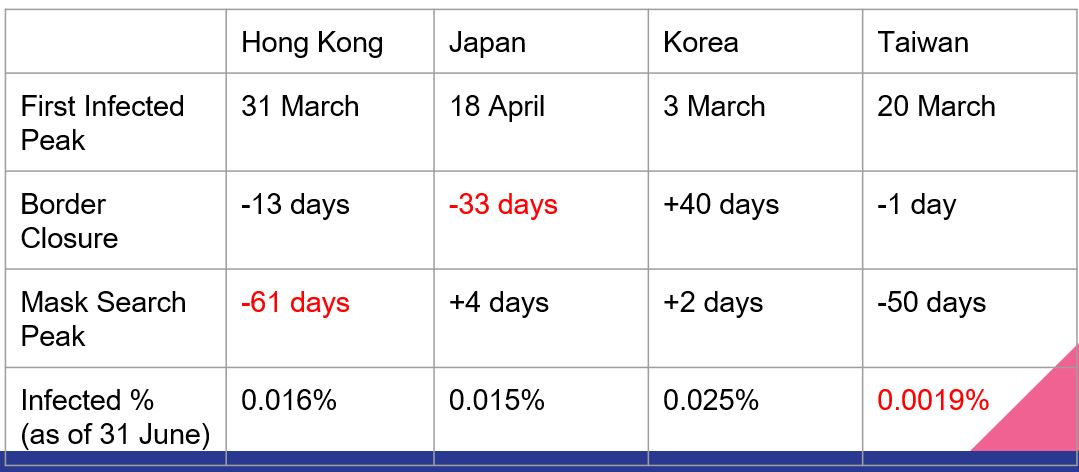 Hong Kong Japan Korea Taiwan
First Infected Peak 31 March 18 April 3 March 20 March
Border Closure -13 days -33 days +40 days -1 day
Mask Search Peak -61 days +4 days +2 days -50 days
Infected % (as of 31 June) 0.016% 0.015% 0.025% 0.0019%